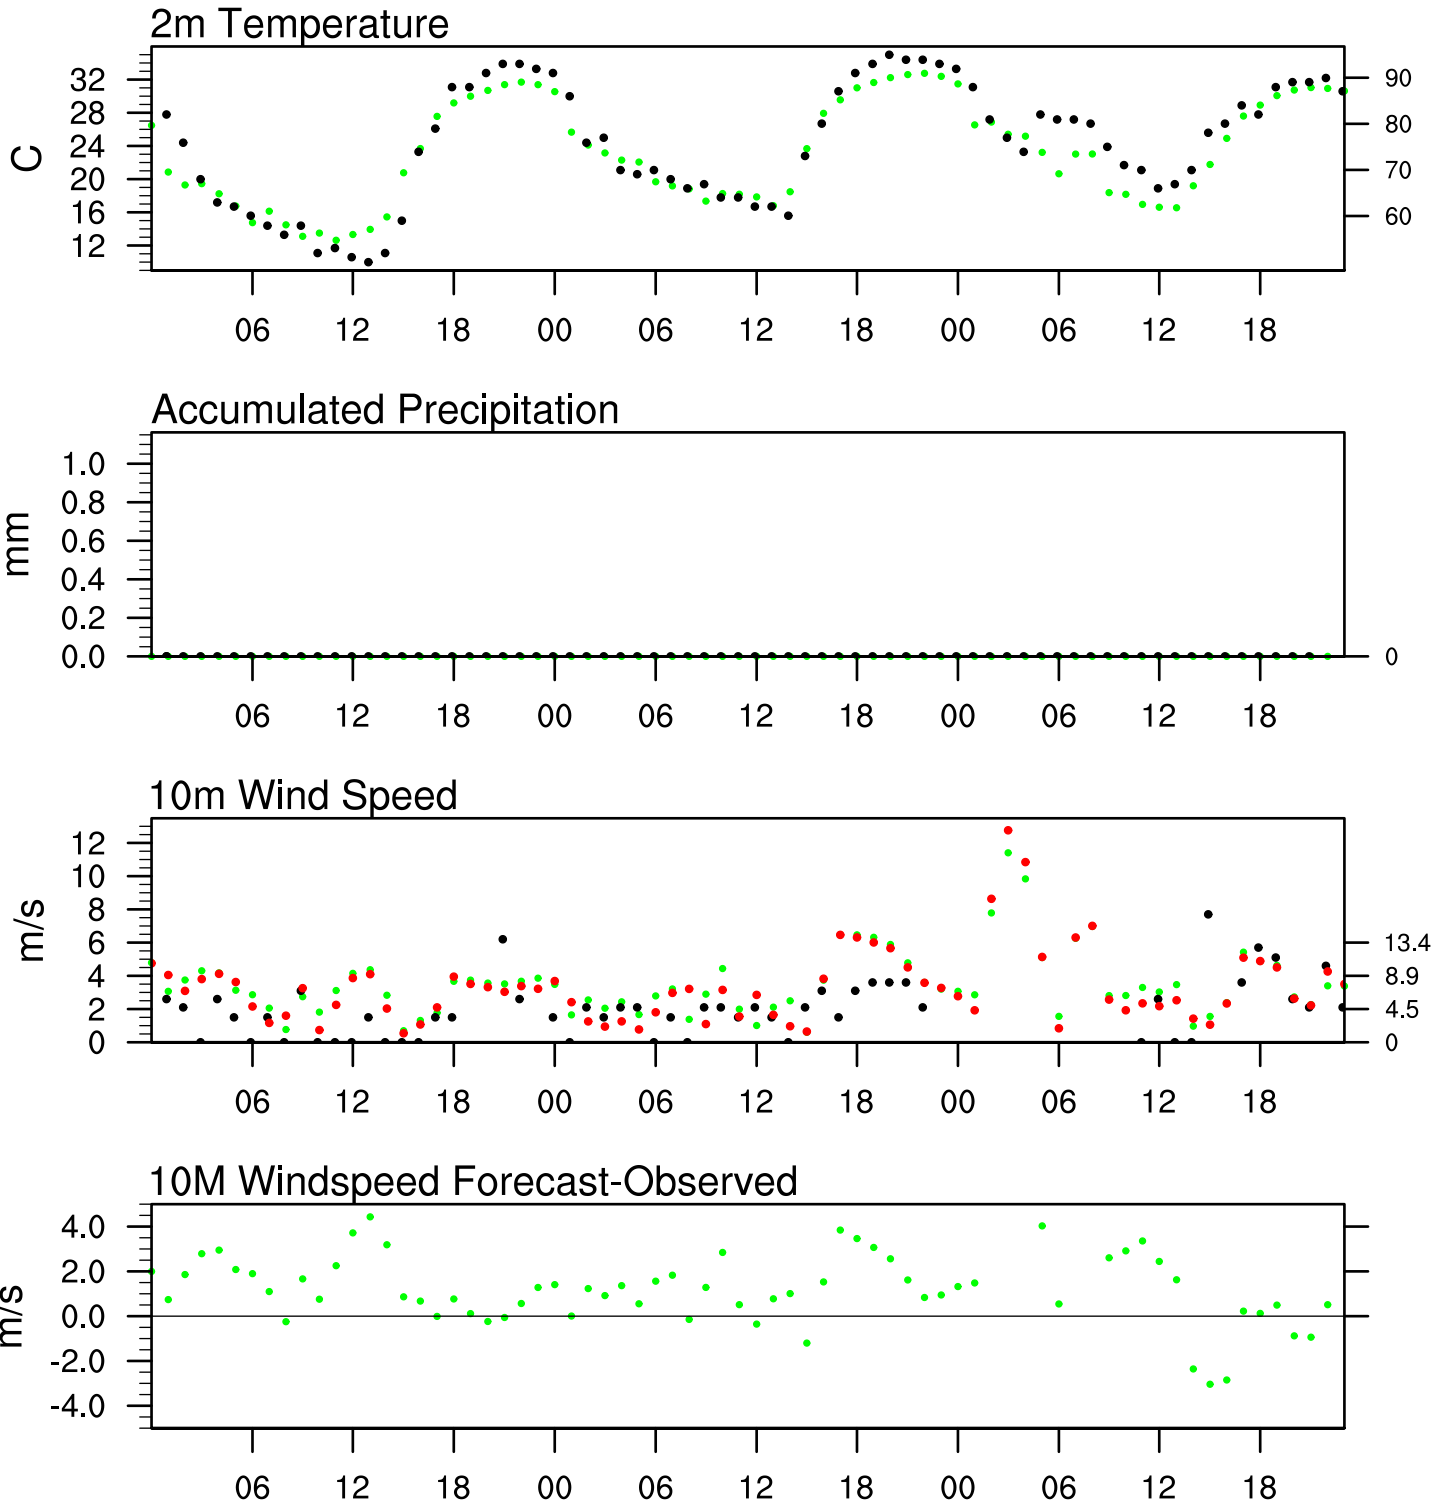 2m Temperature
C
32
28
24
20
16
12
90
80
70
60
06 12 18 00 06 12 18 00 06 12 18
Accumulated Precipitation
mm
1.0
0.8
0.6
0.4
0.2
0.0
0
06 12 18 00 06 12 18 00 06 12 18
10m Wind Speed
m/s
12
10
8
6
4
2
0
13.4
8.9
4.5
0
06 12 18 00 06 12 18 00 06 12 18
10M Windspeed Forecast-Observed
m/s
4.0
2.0
0.0
-2.0
-4.0
06 12 18 00 06 12 18 00 06 12 18